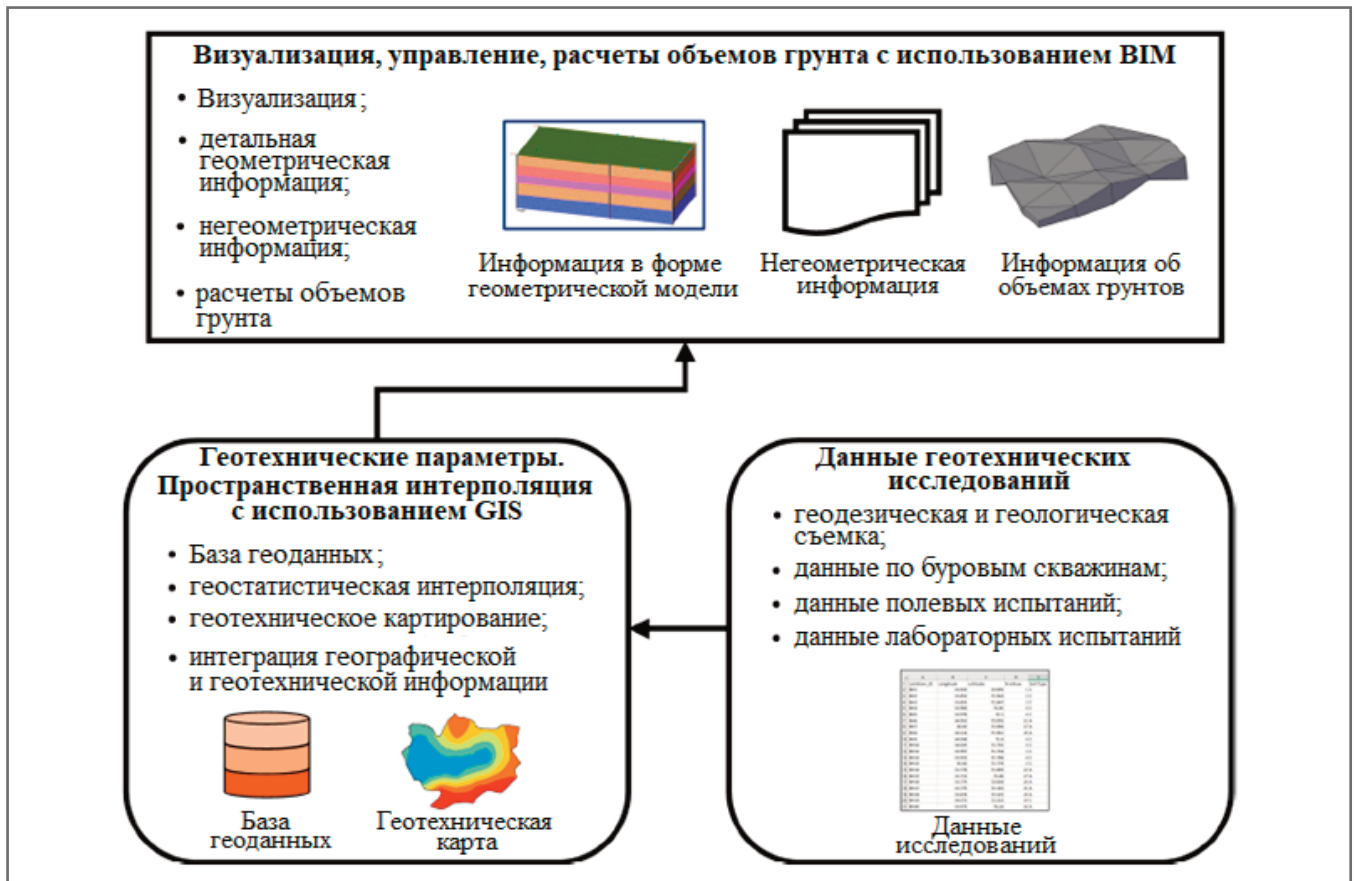 Визуализация, управление, расчеты объемов грунта с использованием BIM
• Визуализация;
• детальная
геометрическая
информация;
• негеометрическая
информация;
• расчеты объемов
грунта
Информация в форме
геометрической модели
Негеометрическая
информация
Информация об
объемах грунтов
Геотехнические параметры.
Пространственная интерполяция
с использованием GIS
• База геоданных;
• геостатистическая интерполяция;
• геотехническое картирование;
• интеграция географической
и геотехнической информации
База
геоданных
Геотехническая
карта
Данные геотехнических
исследований
• геодезическая и геологическая
съемка;
• данные по буровым скважинам;
• данные полевых испытаний;
• данные лабораторных испытаний
Данные
исследований